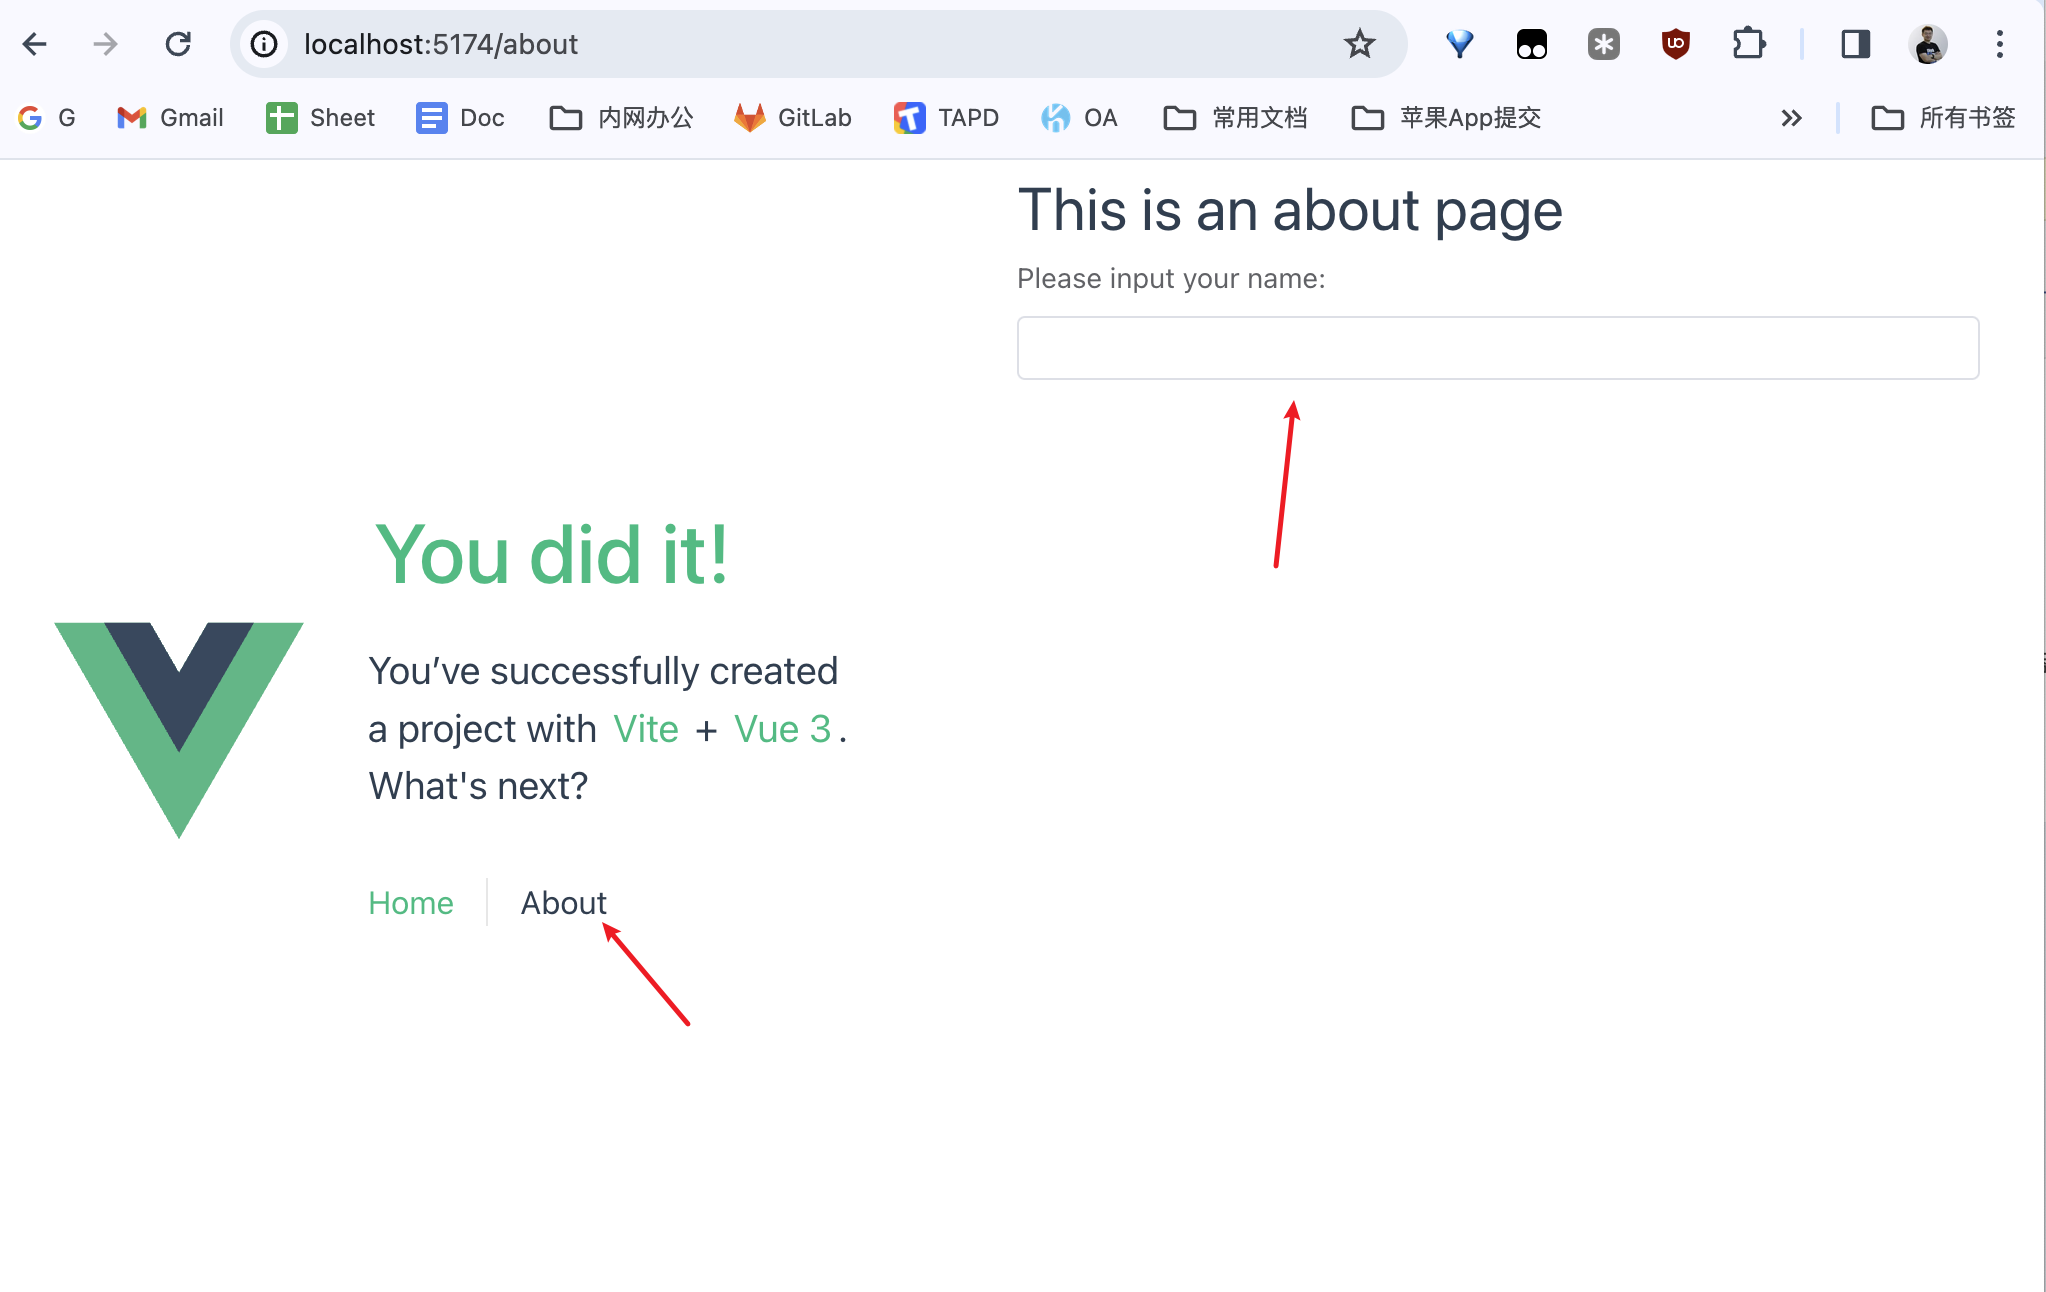 localhost:5174/about
G Gmail Sheet Doc 内网办公 GitLab TAPD OA 常用文档 苹果App提交 所有书签
This is an about page
Please input your name:
You did it!
You’ve successfully created
a project with Vite + Vue 3.
What's next?
Home About